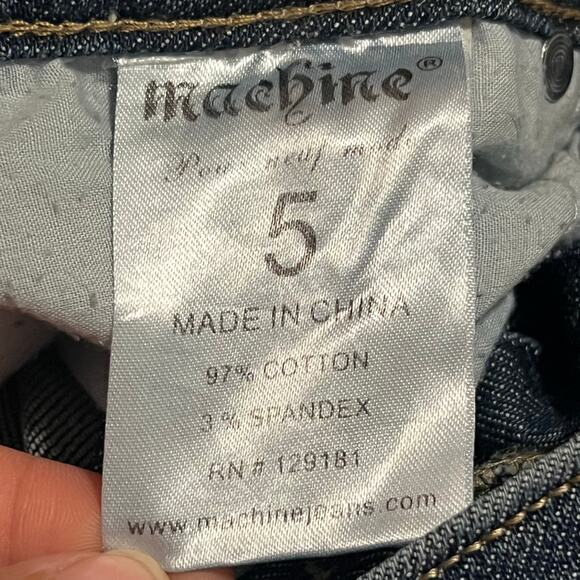 machine®
5
MADE IN CHINA
97% COTTON
3% SPANDEX
RN # 129181
www.machinejeans.com